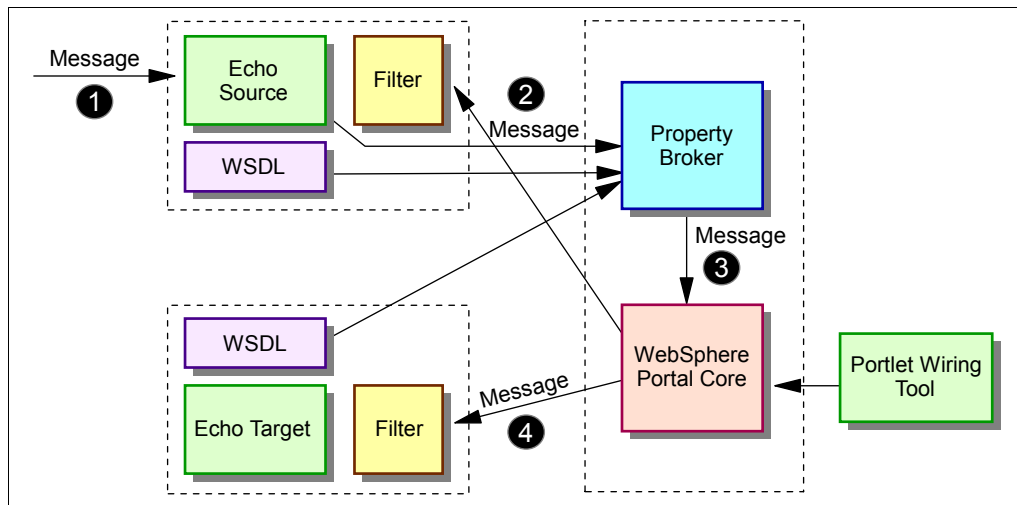 Message
1
Echo
Source
Filter
WSDL
2
Message
Property
Broker
Message
3
WSDL
Echo Target
Filter
Message
4
WebSphere
Portal Core
Portlet Wiring
Tool